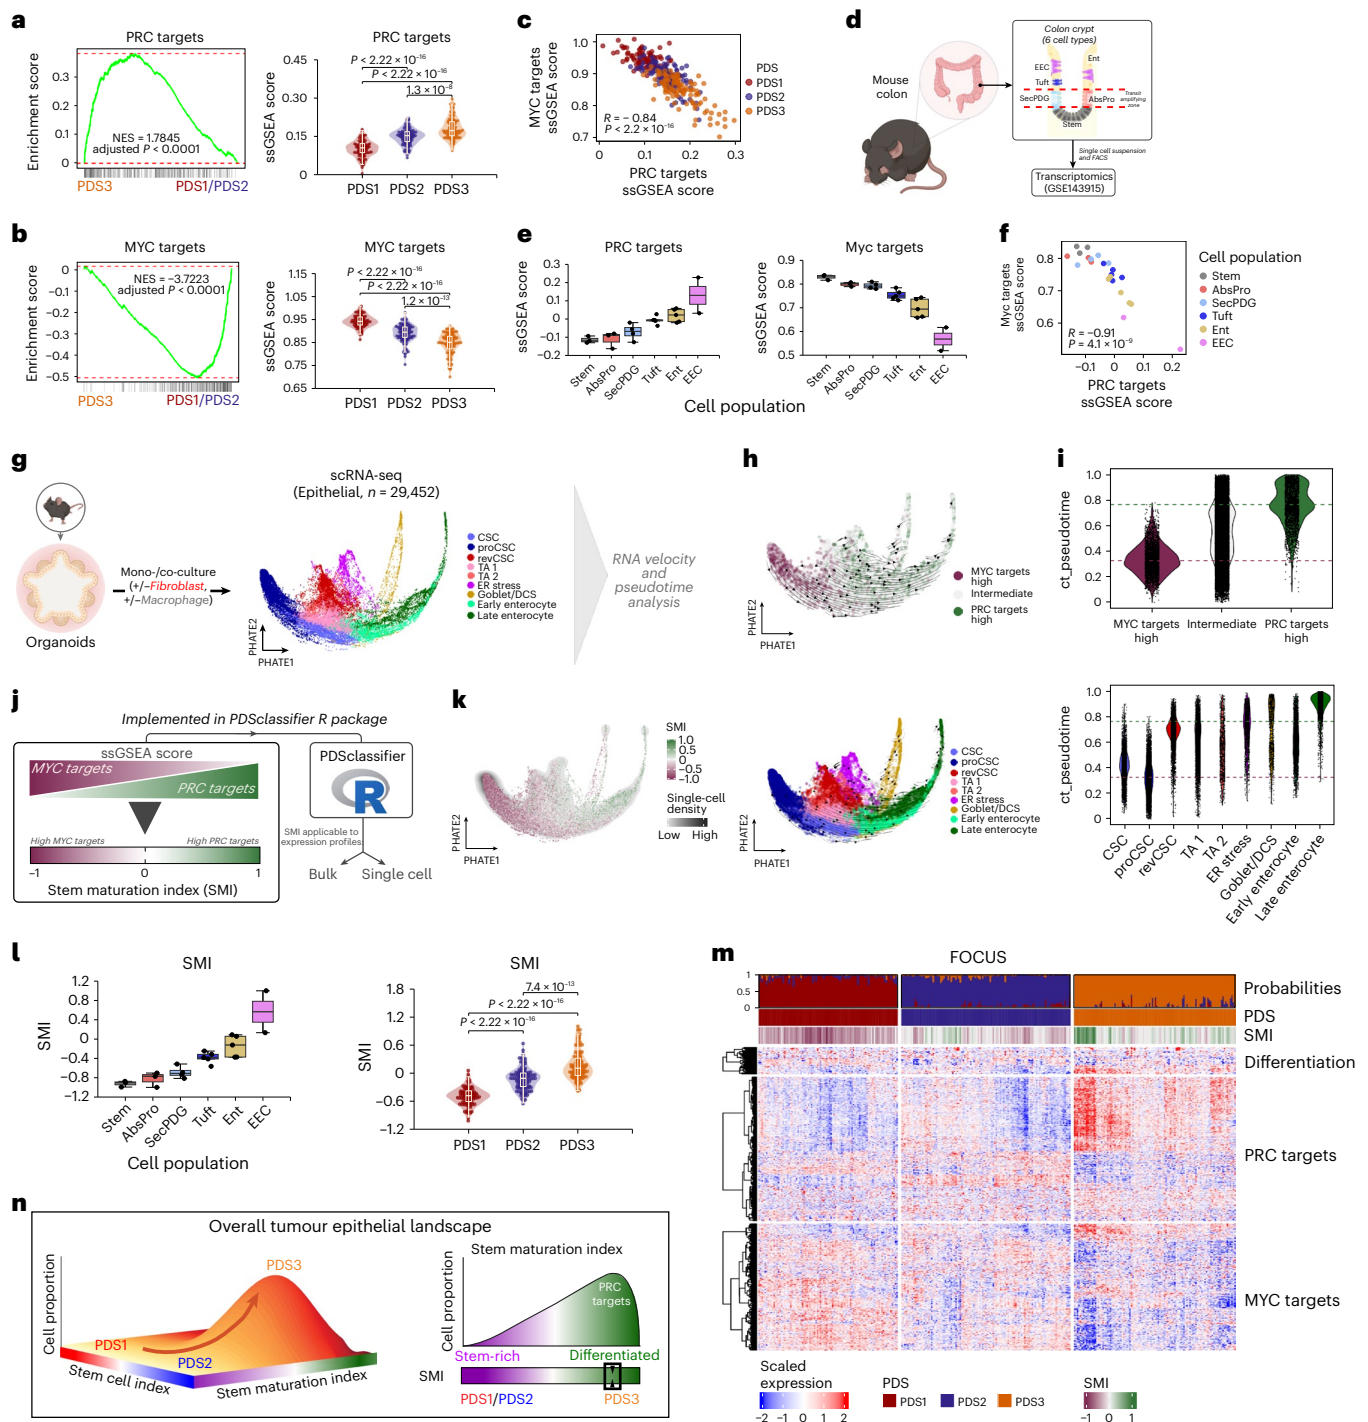 a
PRC targets
Enrichment score
0.3
0.2
0.1
0
NES = 1.7845
adjusted P < 0.0001
PDS3
PDS1/PDS2
PRC targets
ssGSEA score
0.45
0.30
0.15
0
P < 2.22 × 10⁻¹⁶
P < 2.22 × 10⁻¹⁶
1.3 × 10⁻⁸
PDS1 PDS2 PDS3
c
MYC targets
ssGSEA score
1.0
0.9
0.8
0.7
R = − 0.84
P < 2.2 × 10⁻¹⁶
0 0.1 0.2 0.3
PRC targets
ssGSEA score
PDS
PDS1
PDS2
PDS3
d
Mouse
colon
Colon crypt
(6 cell types)
EEC
Ent
Tuft
SecPDG
AbsPro
Transit
amplifying
zone
Stem
Single cell suspension
and FACS
Transcriptomics
(GSE143915)
b
MYC targets
Enrichment score
0
−0.1
−0.2
−0.3
−0.4
−0.5
NES = −3.7223
adjusted P < 0.0001
PDS3
PDS1/PDS2
MYC targets
ssGSEA score
1.15
1.05
0.95
0.85
0.75
0.65
P < 2.22 × 10⁻¹⁶
P < 2.22 × 10⁻¹⁶
1.2 × 10⁻¹³
PDS1 PDS2 PDS3
e
PRC targets
ssGSEA score
0.3
0.2
0.1
0
−0.1
−0.2
Stem AbsPro SecPDG Tuft Ent EEC
Myc targets
ssGSEA score
0.9
0.8
0.7
0.6
0.5
Stem AbsPro SecPDG Tuft Ent EEC
Cell population
f
Myc targets
ssGSEA score
0.8
0.7
0.6
R = −0.91
P = 4.1 × 10⁻⁹
−0.1 0 0.1 0.2
PRC targets
ssGSEA score
Cell population
Stem
AbsPro
SecPDG
Tuft
Ent
EEC
g
Organoids
Mono-/co-culture
(+/−Fibroblast,
+/−Macrophage)
scRNA-seq
(Epithelial, n = 29,452)
PHATE2
PHATE1
CSC
proCSC
revCSC
TA 1
TA 2
ER stress
Goblet/DCS
Early enterocyte
Late enterocyte
RNA velocity
and
pseudotime
analysis
h
PHATE2
PHATE1
MYC targets
high
Intermediate
PRC targets
high
i
ct_pseudotime
1.0
0.8
0.6
0.4
0.2
0
MYC targets
high
Intermediate
PRC targets
high
ct_pseudotime
1.0
0.8
0.6
0.4
0.2
0
CSC proCSC revCSC TA 1 TA 2 ER stress Goblet/DCS Early enterocyte Late enterocyte
j
Implemented in PDSclassifier R package
ssGSEA score
MYC targets
PRC targets
High MYC targets
High PRC targets
−1 0 1
Stem maturation index (SMI)
PDSclassifier
R
SMI applicable to
expression profiles
Bulk Single cell
k
PHATE2
PHATE1
SMI
1.0
0.5
0
−0.5
−1.0
Single-cell
density
Low High
PHATE2
PHATE1
CSC
proCSC
revCSC
TA 1
TA 2
ER stress
Goblet/DCS
Early enterocyte
Late enterocyte
l
SMI
SMI
1.2
0.8
0.4
0
−0.4
−0.8
−1.2
Stem AbsPro SecPDG Tuft Ent EEC
Cell population
SMI
SMI
1.8
1.2
0.6
0
−0.6
−1.2
7.4 × 10⁻¹³
P < 2.22 × 10⁻¹⁶
P < 2.22 × 10⁻¹⁶
PDS1 PDS2 PDS3
m
FOCUS
1
0.5
0
Probabilities
PDS
SMI
Differentiation
PRC targets
MYC targets
Scaled
expression
−2 −1 0 1 2
PDS
PDS1 PDS2 PDS3
SMI
−1 0 1
n
Overall tumour epithelial landscape
Cell proportion
PDS3
PDS1
PDS2
Stem cell index
Stem maturation index
Stem maturation index
Cell proportion
PRC
targets
Stem-rich
Differentiated
SMI
PDS1/PDS2
PDS3